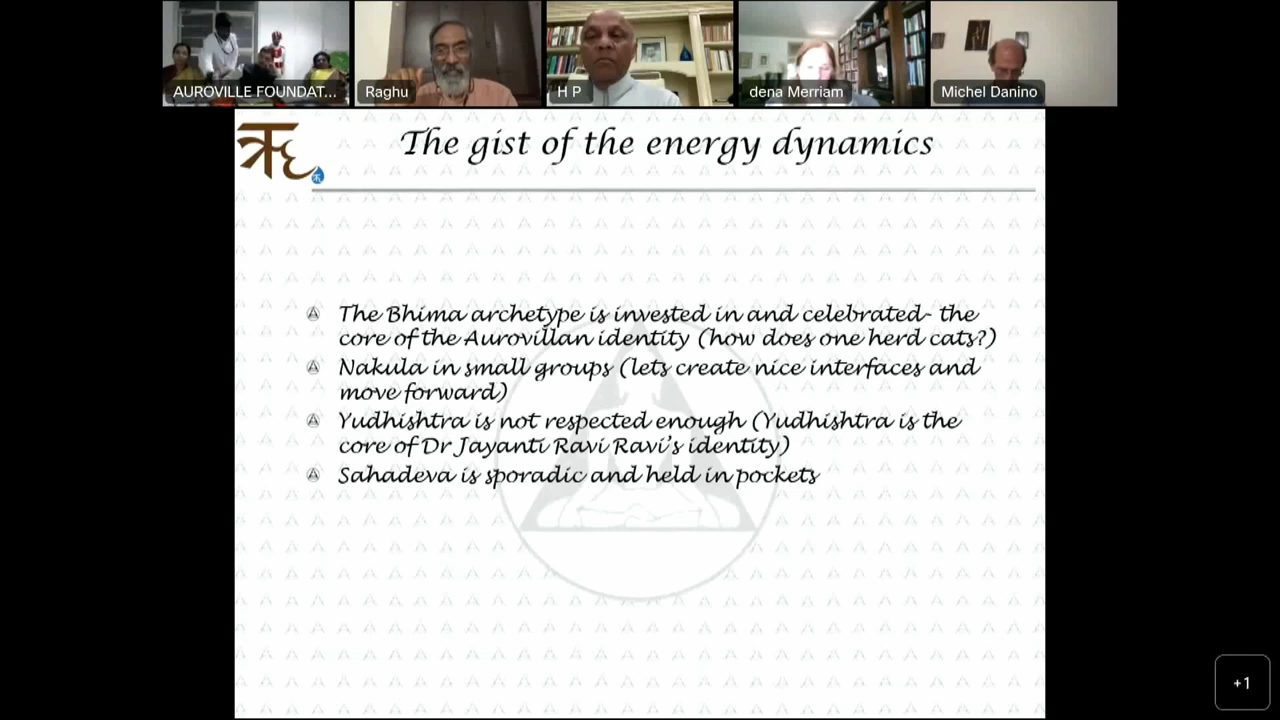 AUROVILLE FOUNDAT...
Raghu
H P
dena Merriam
Michel Danino
ऋ
The gist of the energy dynamics
The Bhima archetype is invested in and celebrated- the
core of the Aurovillan identity (how does one herd cats?)
Nakula in small groups (lets create nice interfaces and
move forward)
Yudhishtra is not respected enough (Yudhishtra is the
core of Dr Jayanti Ravi Ravi's identity)
Sahadeva is sporadic and held in pockets
+1